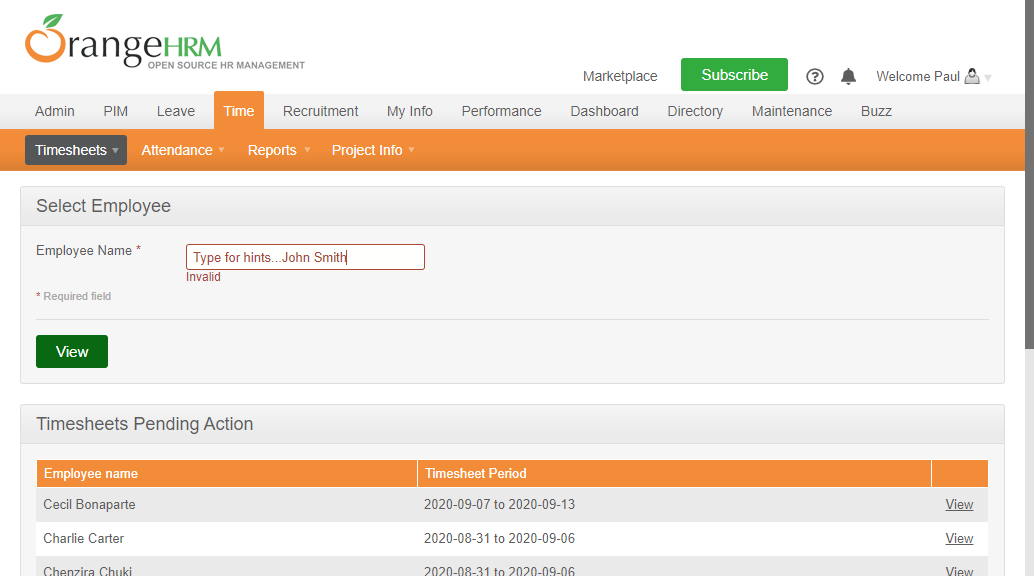 OrangeHRM
OPEN SOURCE HR MANAGEMENT
Marketplace Subscribe ? Welcome Paul
Admin PIM Leave Time Recruitment My Info Performance Dashboard Directory Maintenance Buzz
Timesheets Attendance Reports Project Info
Select Employee
Employee Name * Type for hints...John Smith
Invalid
* Required field
View
Timesheets Pending Action
Employee name Timesheet Period
Cecil Bonaparte 2020-09-07 to 2020-09-13 View
Charlie Carter 2020-08-31 to 2020-09-06 View
Chenzira Chuki 2020-08-31 to 2020-09-06 View